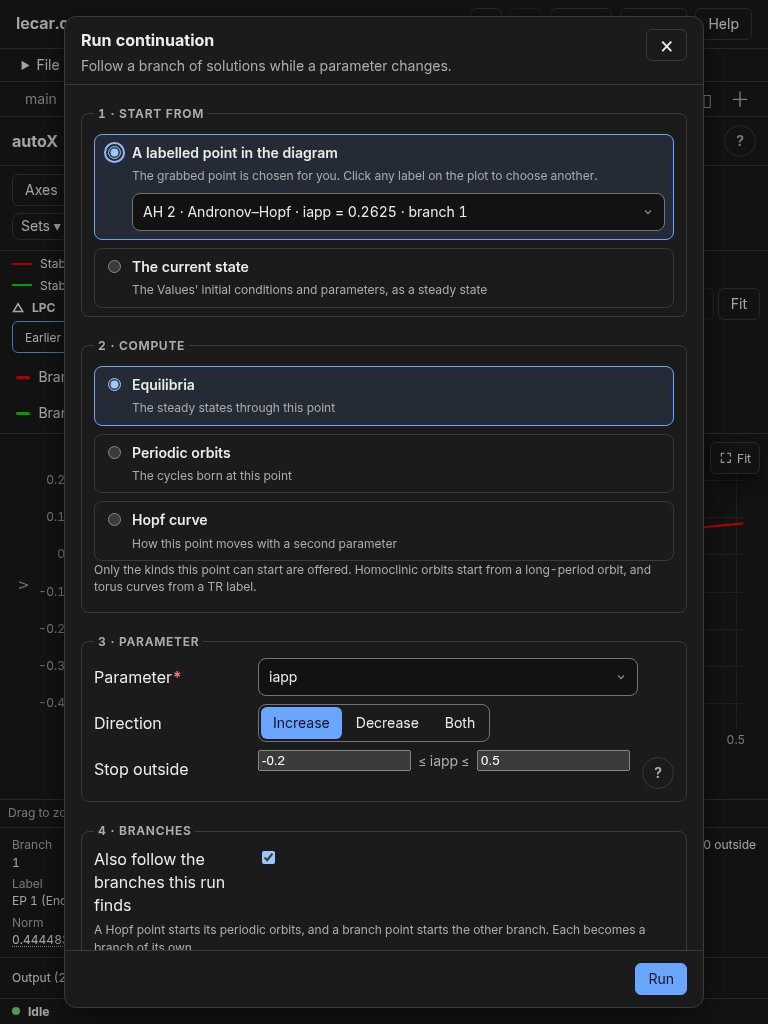 lecar.o
Help
Run continuation
Follow a branch of solutions while a parameter changes.
×
▶ File
main
+
autoX
?
Axes
Sets ▾
Stab
Stab
△ LPC
Earlier
Bran
Bran
Fit
Fit
1 · START FROM
A labelled point in the diagram
The grabbed point is chosen for you. Click any label on the plot to choose another.
AH 2 · Andronov–Hopf · iapp = 0.2625 · branch 1
The current state
The Values' initial conditions and parameters, as a steady state
2 · COMPUTE
Equilibria
The steady states through this point
Periodic orbits
The cycles born at this point
Hopf curve
How this point moves with a second parameter
Only the kinds this point can start are offered. Homoclinic orbits start from a long-period orbit, and
torus curves from a TR label.
3 · PARAMETER
Parameter*
iapp
Direction
Increase
Decrease
Both
Stop outside
-0.2
≤ iapp ≤
0.5
?
4 · BRANCHES
Also follow the
branches this run
finds
A Hopf point starts its periodic orbits, and a branch point starts the other branch. Each becomes a
branch of its own.
Run
0.2
0.1
0
-0.1
-0.2
-0.3
-0.4
V
0.5
Drag to zo
Branch
1
Label
EP 1 (End
Norm
0.444483
0 outside
Output (2
Idle